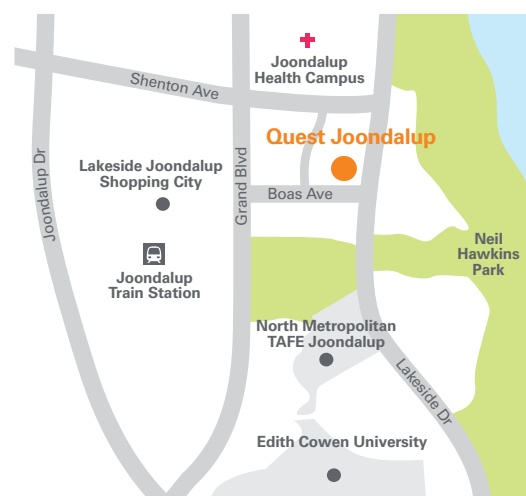 Joondalup
Health Campus
Shenton Ave
Quest Joondalup
Lakeside Joondalup
Shopping City
Joondalup Dr
Grand Blvd
Boas Ave
Neil
Hawkins
Park
Joondalup
Train Station
North Metropolitan
TAFE Joondalup
Lakeside Dr
Edith Cowen University